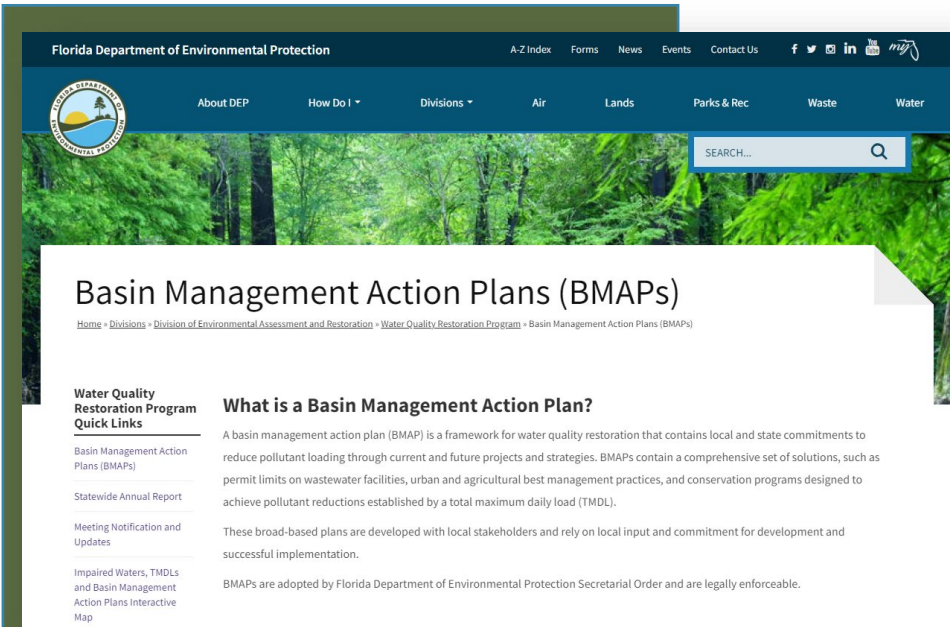 Florida Department of Environmental Protection
A-Z Index Forms News Events Contact Us
About DEP How Do I Divisions Air Lands Parks & Rec Waste Water
FLORIDA DEPARTMENT OF ENVIRONMENTAL PROTECTION
SEARCH...
Basin Management Action Plans (BMAPs)
Home » Divisions » Division of Environmental Assessment and Restoration » Water Quality Restoration Program » Basin Management Action Plans (BMAPs)
Water Quality
Restoration Program
Quick Links
Basin Management Action
Plans (BMAPs)
Statewide Annual Report
Meeting Notification and
Updates
Impaired Waters, TMDLs
and Basin Management
Action Plans Interactive
Map
What is a Basin Management Action Plan?
A basin management action plan (BMAP) is a framework for water quality restoration that contains local and state commitments to
reduce pollutant loading through current and future projects and strategies. BMAPs contain a comprehensive set of solutions, such as
permit limits on wastewater facilities, urban and agricultural best management practices, and conservation programs designed to
achieve pollutant reductions established by a total maximum daily load (TMDL).
These broad-based plans are developed with local stakeholders and rely on local input and commitment for development and
successful implementation.
BMAPs are adopted by Florida Department of Environmental Protection Secretarial Order and are legally enforceable.